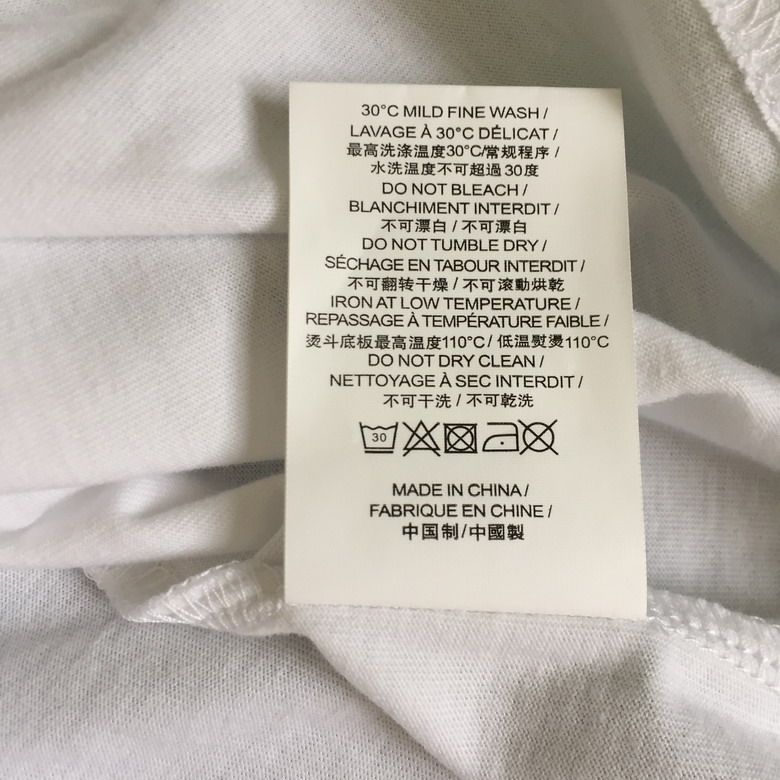 30°C MILD FINE WASH /
LAVAGE À 30°C DÉLICAT /
最高洗涤温度30°C/常规程序 /
水洗温度不可超過 30度
DO NOT BLEACH /
BLANCHIMENT INTERDIT /
不可漂白 / 不可漂白
DO NOT TUMBLE DRY /
SÉCHAGE EN TABOUR INTERDIT /
不可翻转干燥 / 不可滾動烘乾
IRON AT LOW TEMPERATURE /
REPASSAGE À TEMPÉRATURE FAIBLE /
烫斗底板最高温度110°C / 低溫熨燙110°C
DO NOT DRY CLEAN /
NETTOYAGE À SEC INTERDIT /
不可干洗 / 不可乾洗
30
MADE IN CHINA /
FABRIQUE EN CHINE /
中国制/中國製